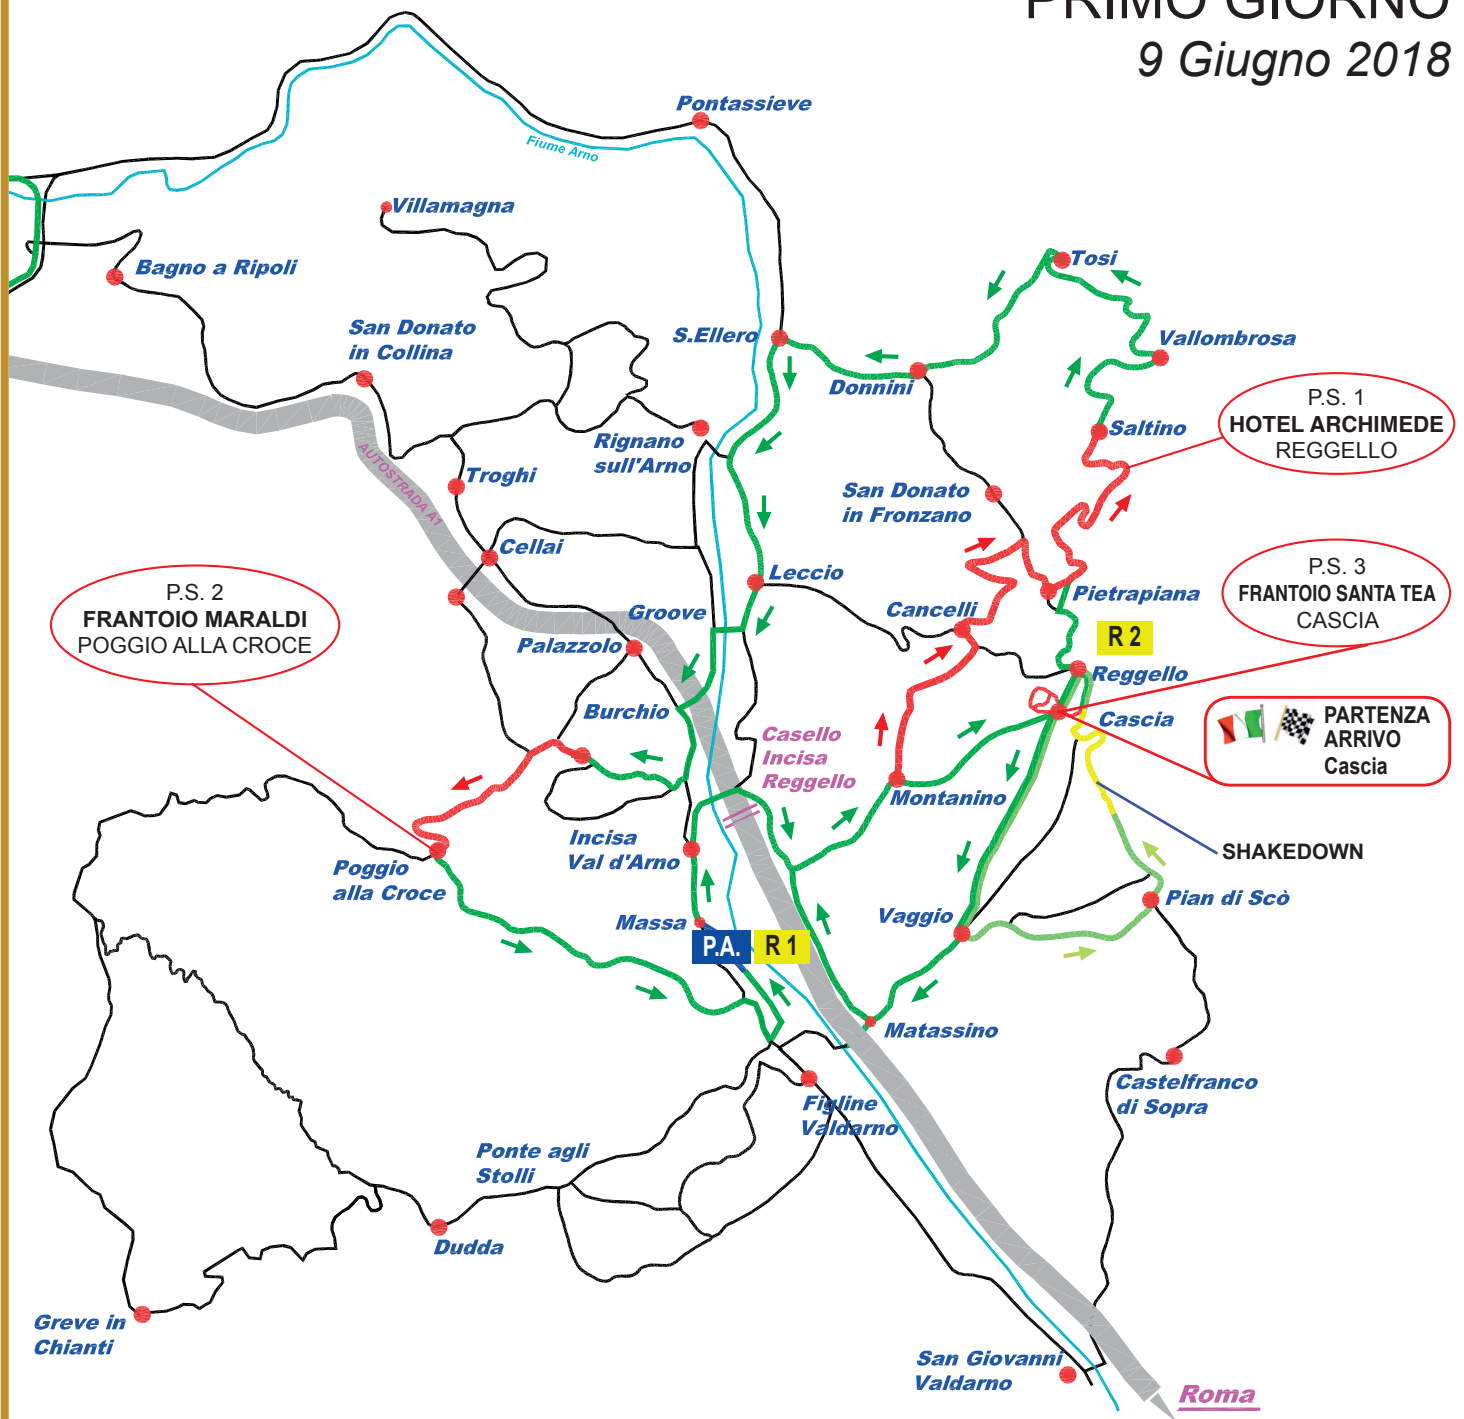 PRIMO GIORNO
9 Giugno 2018
Pontassieve
Fiume Arno
Villamagna
Bagno a Ripoli
Tosi
San Donato
in Collina
S.Ellero
Vallombrosa
Donnini
P.S. 1
HOTEL ARCHIMEDE
REGGELLO
Saltino
Rignano
sull'Arno
AUTOSTRADA A1
Troghi
San Donato
in Fronzano
Cellai
Leccio
P.S. 3
FRANTOIO SANTA TEA
CASCIA
P.S. 2
FRANTOIO MARALDI
POGGIO ALLA CROCE
Groove
Cancelli
Pietrapiana
R 2
Palazzolo
Reggello
Burchio
Cascia
PARTENZA
ARRIVO
Cascia
Casello
Incisa
Reggello
Montanino
Incisa
Val d'Arno
SHAKEDOWN
Poggio
alla Croce
Pian di Scò
Massa
Vaggio
P.A.
R 1
Matassino
Castelfranco
di Sopra
Figline
Valdarno
Ponte agli
Stolli
Dudda
Greve in
Chianti
San Giovanni
Valdarno
Roma